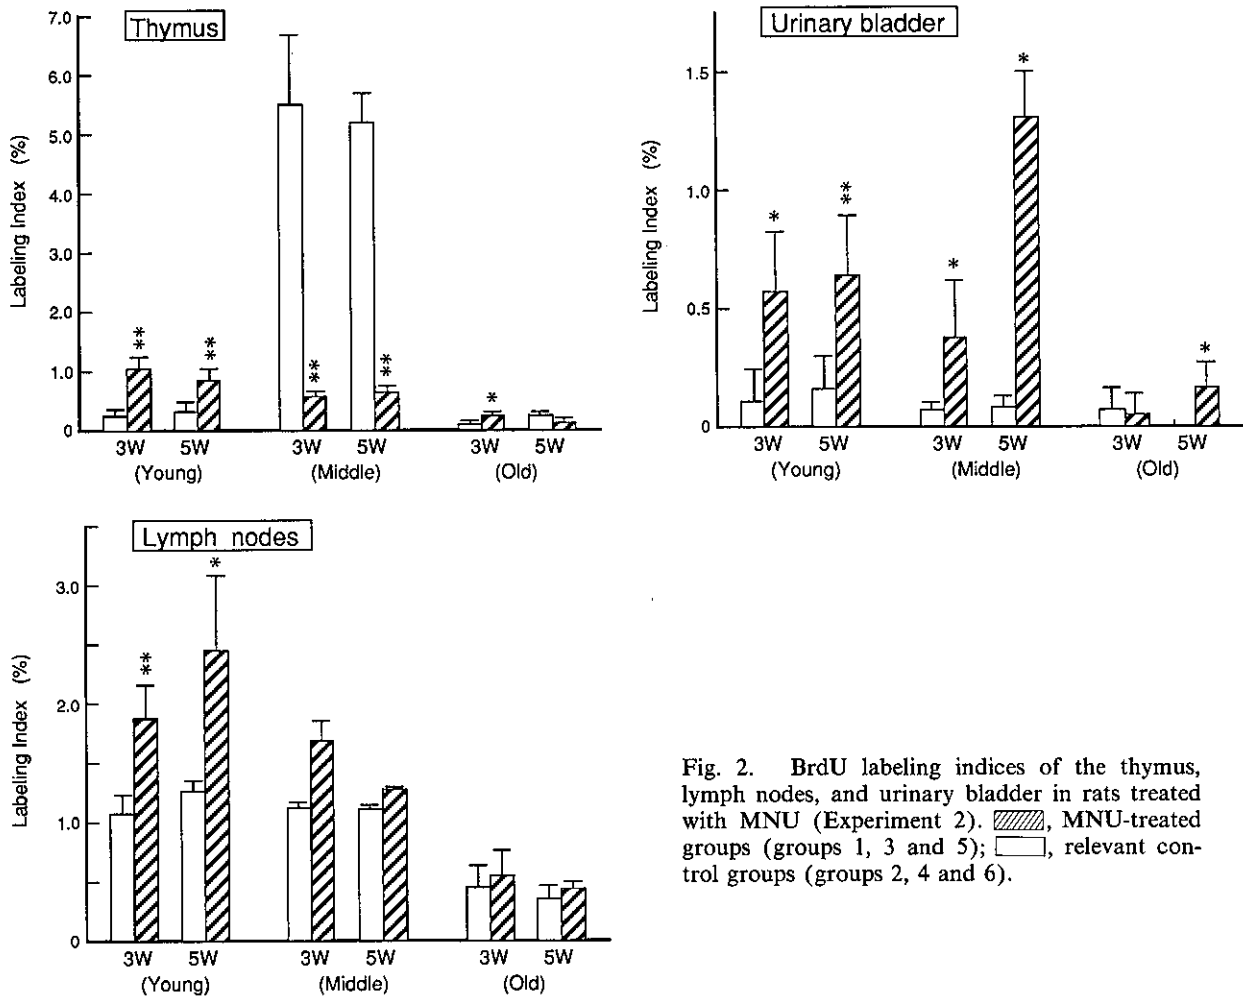 Thymus
7.0
6.0
5.0
4.0
3.0
2.0
1.0
0
Labeling Index (%)
**
**
**
**
*
3W
5W
3W
5W
3W
5W
(Young)
(Middle)
(Old)
Urinary bladder
1.5
1.0
0.5
0
Labeling Index (%)
*
**
*
*
*
3W
5W
3W
5W
3W
5W
(Young)
(Middle)
(Old)
Lymph nodes
3.0
2.0
1.0
0
Labeling Index (%)
**
*
3W
5W
3W
5W
3W
5W
(Young)
(Middle)
(Old)
Fig. 2. BrdU labeling indices of the thymus,
lymph nodes, and urinary bladder in rats treated
with MNU (Experiment 2). , MNU-treated
groups (groups 1, 3 and 5); , relevant con-
trol groups (groups 2, 4 and 6).